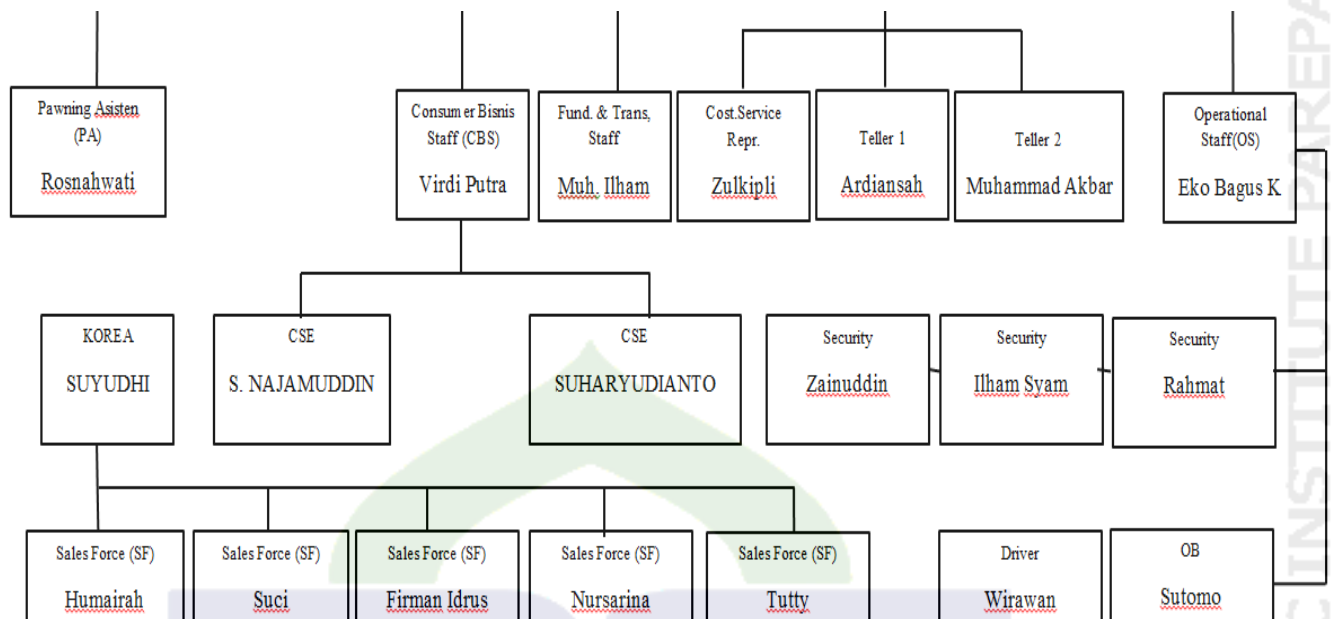 Pawning Asisten
(PA)
Rosnahwati
Consumer Bisnis
Staff (CBS)
Virdi Putra
Fund. & Trans,
Staff
Muh. Ilham
Cost.Service
Repr.
Zulkipli
Teller 1
Ardiansah
Teller 2
Muhammad Akbar
Operational
Staff(OS)
Eko Bagus K
KOREA
SUYUDHI
CSE
S. NAJAMUDDIN
CSE
SUHARYUDIANTO
Security
Zainuddin
Security
Ilham Syam
Security
Rahmat
Sales Force (SF)
Humairah
Sales Force (SF)
Suci
Sales Force (SF)
Firman Idrus
Sales Force (SF)
Nursarina
Sales Force (SF)
Tutty
Driver
Wirawan
OB
Sutomo
INSTITUTE